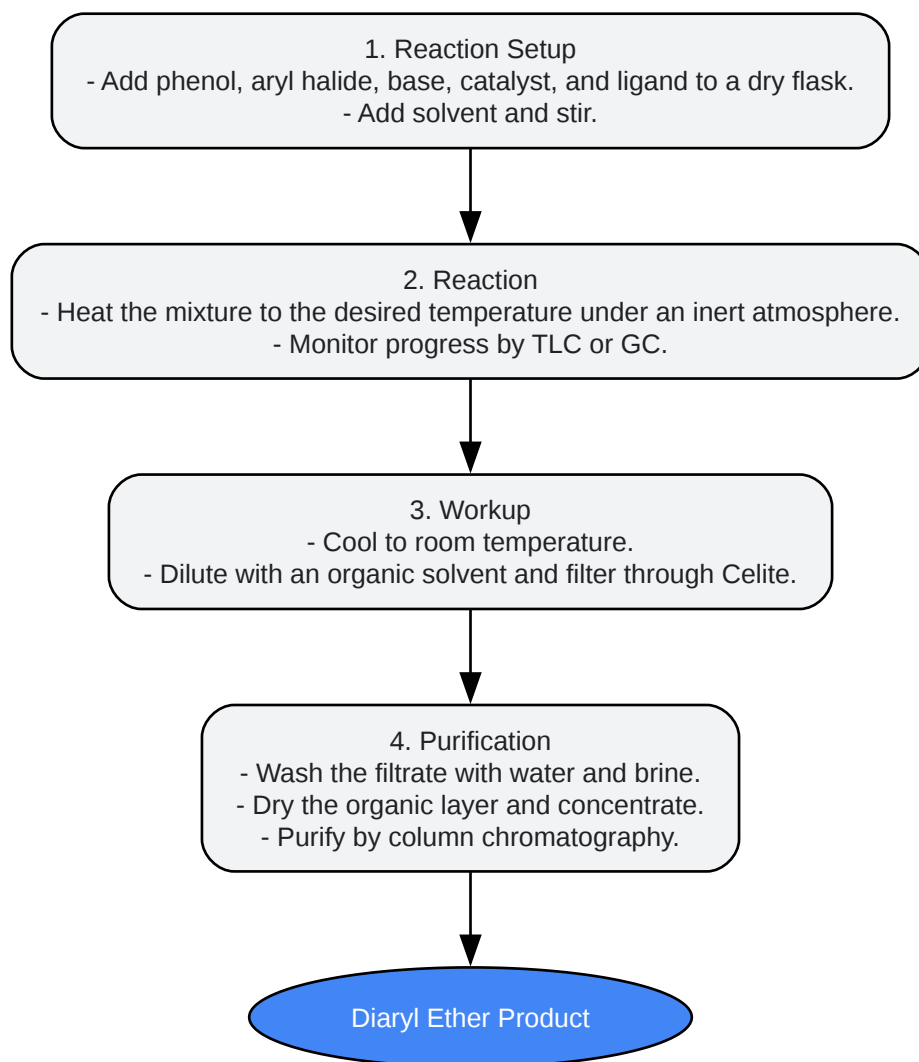 1. Reaction Setup
- Add phenol, aryl halide, base, catalyst, and ligand to a dry flask.
- Add solvent and stir.
2. Reaction
- Heat the mixture to the desired temperature under an inert atmosphere.
- Monitor progress by TLC or GC.
3. Workup
- Cool to room temperature.
- Dilute with an organic solvent and filter through Celite.
4. Purification
- Wash the filtrate with water and brine.
- Dry the organic layer and concentrate.
- Purify by column chromatography.
Diaryl Ether Product